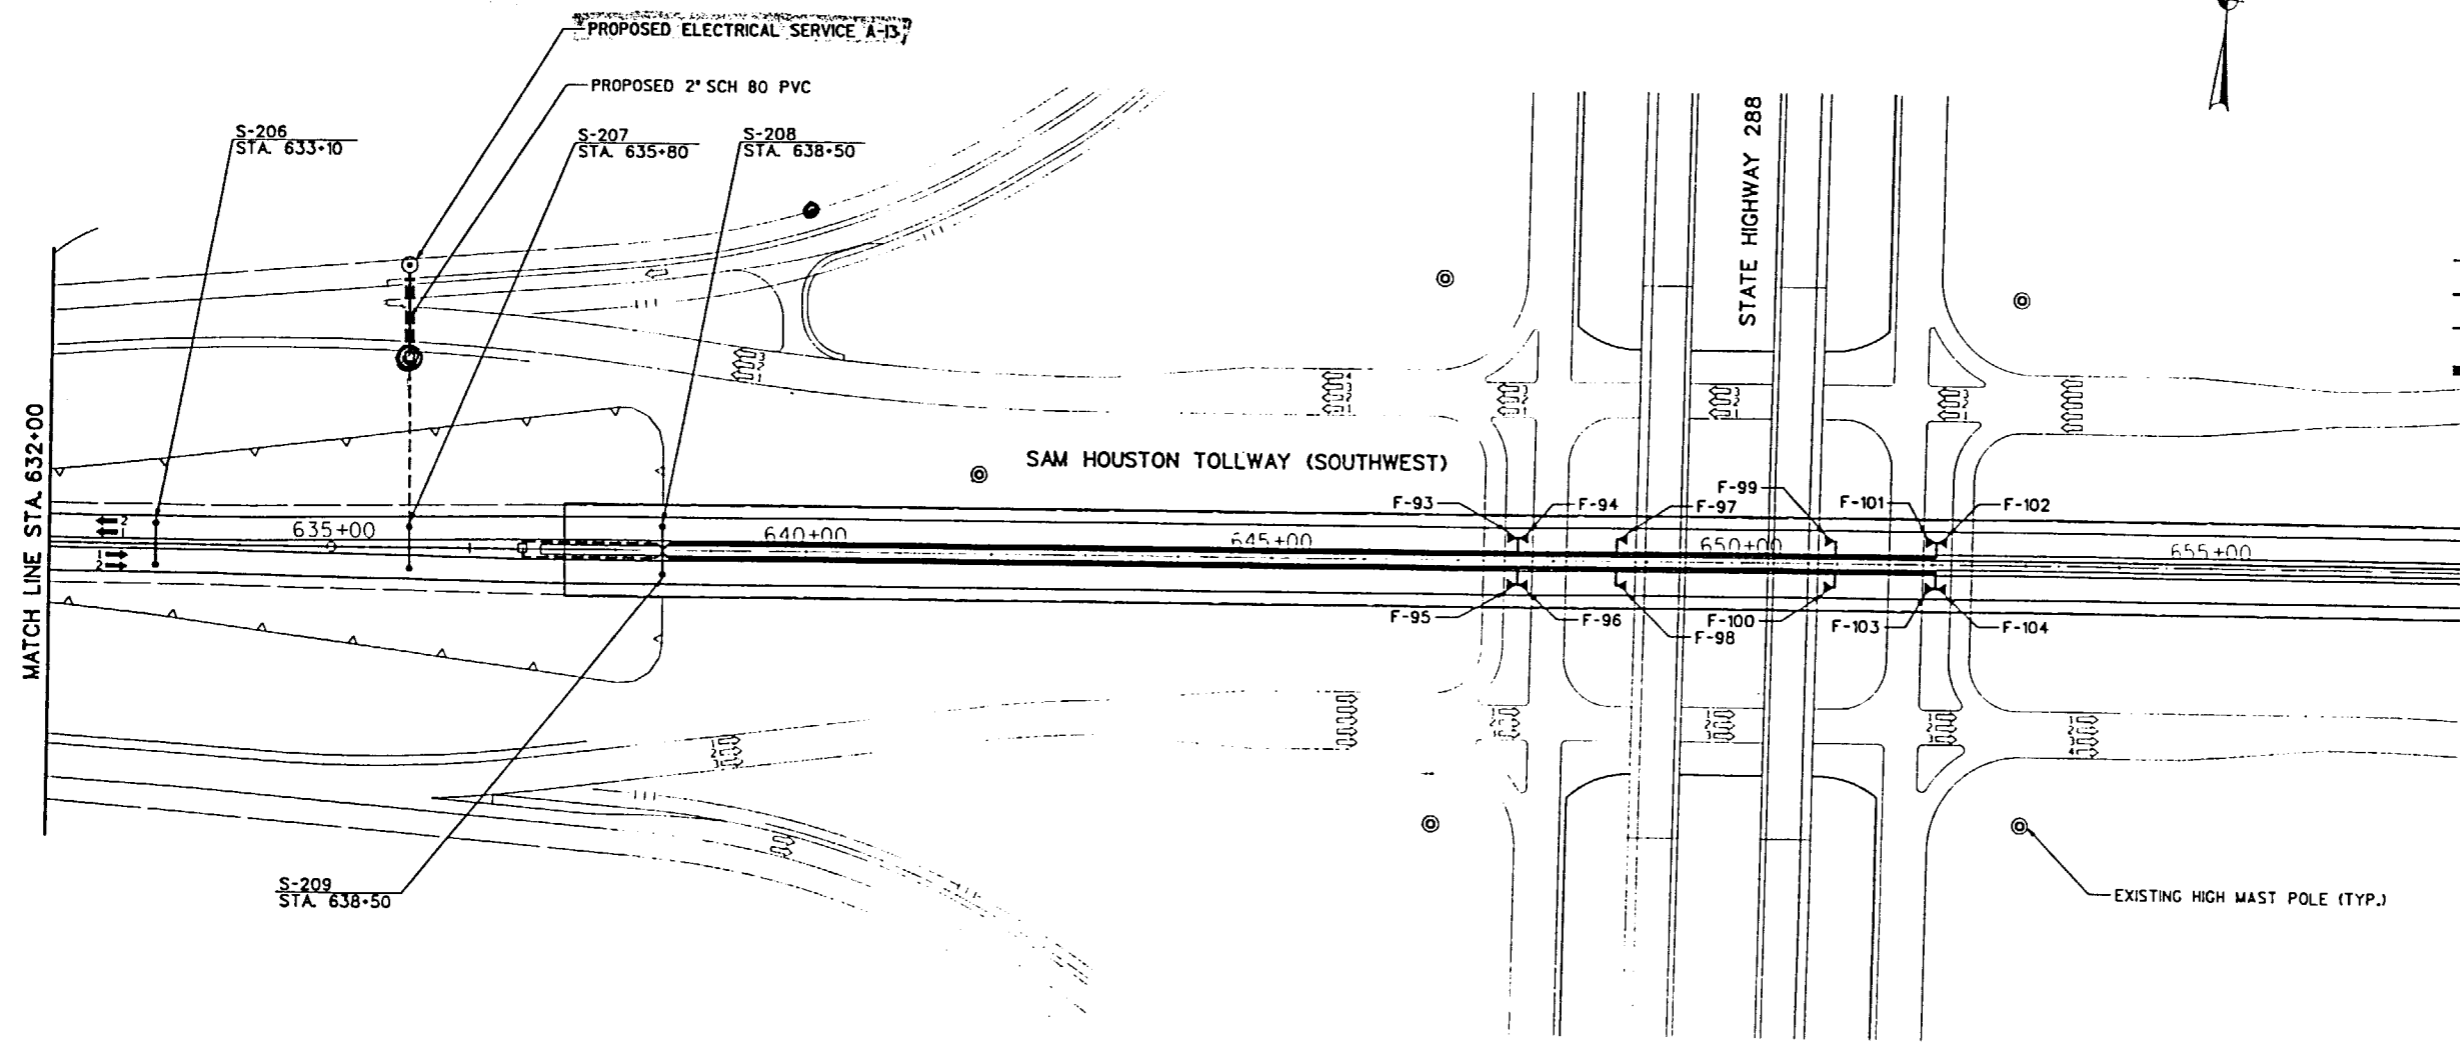 PROPOSED ELECTRICAL SERVICE A-13
PROPOSED 2" SCH 80 PVC
S-206
STA. 633+10
S-207
STA. 635+80
S-208
STA. 638+50
STATE HIGHWAY 288
MATCH LINE STA. 632+00
SAM HOUSTON TOLLWAY (SOUTHWEST)
F-93
F-94
F-97
F-99
F-101
F-102
635+00
640+00
645+00
650+00
655+00
F-95
F-96
F-98
F-100
F-103
F-104
S-209
STA. 638+50
EXISTING HIGH MAST POLE (TYP.)